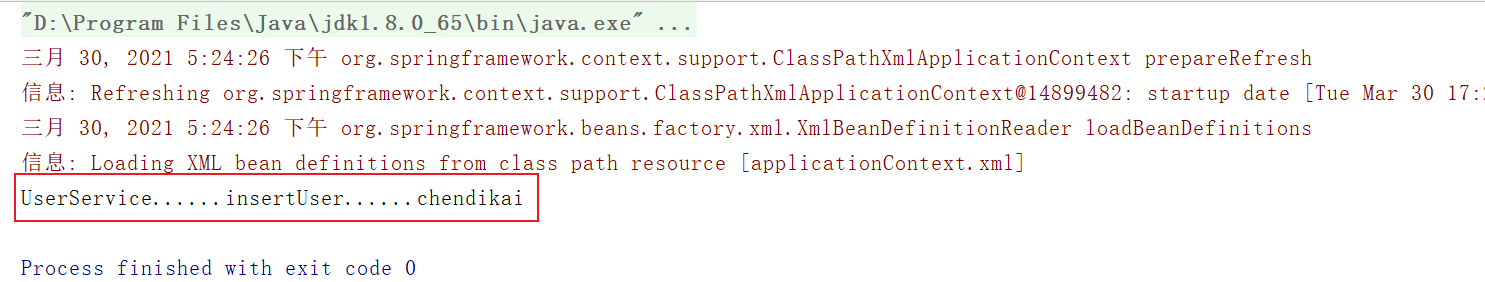 "D:\Program Files\Java\jdk1.8.0_65\bin\java.exe" ...
三月 30, 2021 5:24:26 下午 org.springframework.context.support.ClassPathXmlApplicationContext prepareRefresh
信息: Refreshing org.springframework.context.support.ClassPathXmlApplicationContext@14899482: startup date [Tue Mar 30 17:
三月 30, 2021 5:24:26 下午 org.springframework.beans.factory.xml.XmlBeanDefinitionReader loadBeanDefinitions
信息: Loading XML bean definitions from class path resource [applicationContext.xml]
UserService......insertUser......chendikai
Process finished with exit code 0